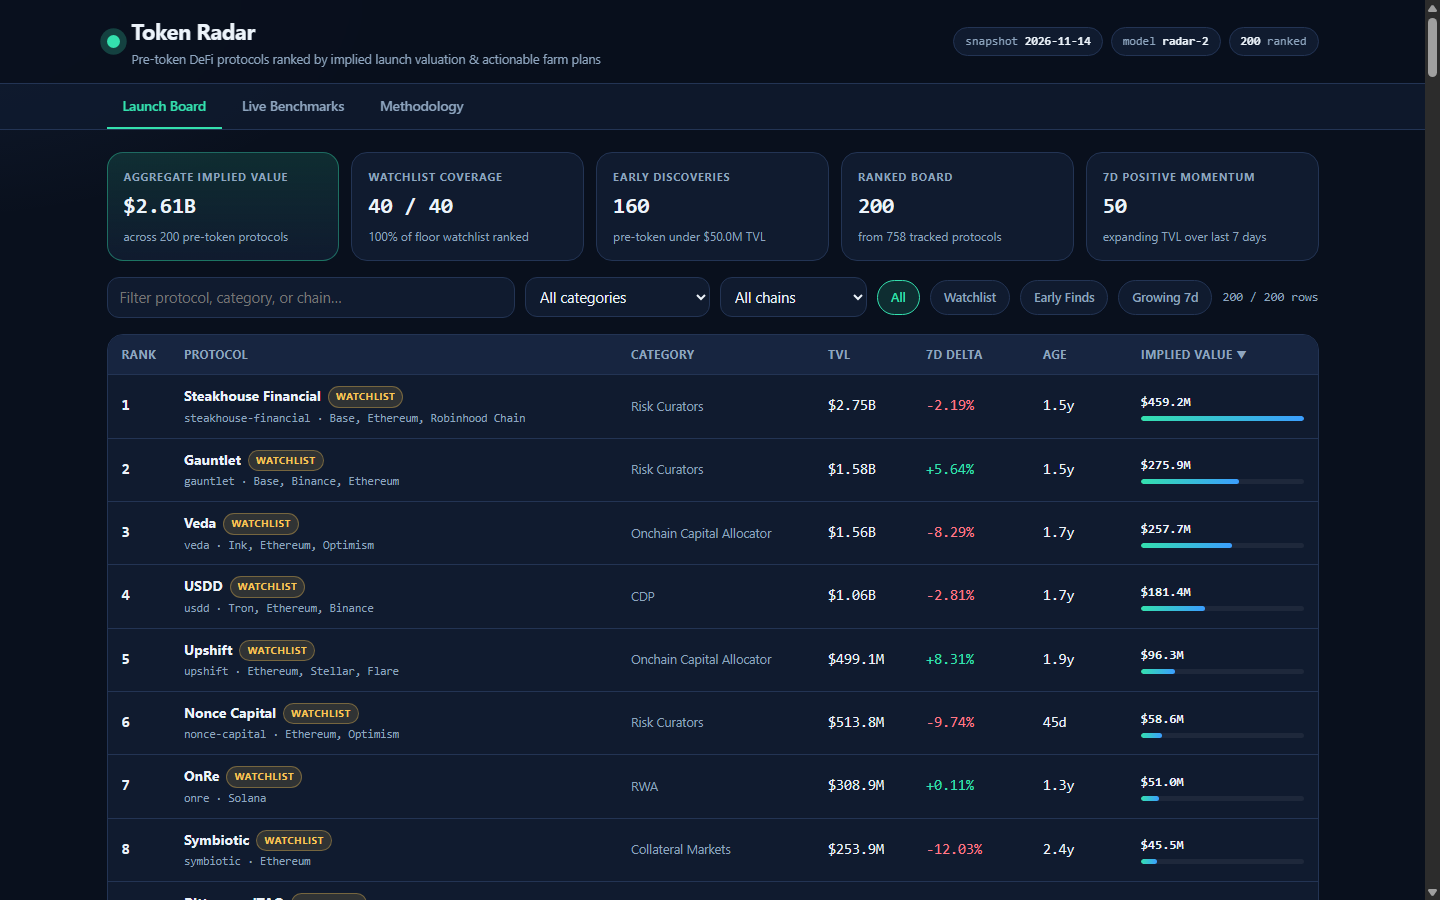 Token Radar
Pre-token DeFi protocols ranked by implied launch valuation & actionable farm plans
snapshot 2026-11-14
model radar-2
200 ranked
Launch Board
Live Benchmarks
Methodology
AGGREGATE IMPLIED VALUE
$2.61B
across 200 pre-token protocols
WATCHLIST COVERAGE
40 / 40
100% of floor watchlist ranked
EARLY DISCOVERIES
160
pre-token under $50.0M TVL
RANKED BOARD
200
from 758 tracked protocols
7D POSITIVE MOMENTUM
50
expanding TVL over last 7 days
Filter protocol, category, or chain...
All categories
All chains
All
Watchlist
Early Finds
Growing 7d
200 / 200 rows
RANK PROTOCOL CATEGORY TVL 7D DELTA AGE IMPLIED VALUE ▼
1 Steakhouse Financial WATCHLIST
steakhouse-financial · Base, Ethereum, Robinhood Chain
Risk Curators $2.75B -2.19% 1.5y $459.2M
2 Gauntlet WATCHLIST
gauntlet · Base, Binance, Ethereum
Risk Curators $1.58B +5.64% 1.5y $275.9M
3 Veda WATCHLIST
veda · Ink, Ethereum, Optimism
Onchain Capital Allocator $1.56B -8.29% 1.7y $257.7M
4 USDD WATCHLIST
usdd · Tron, Ethereum, Binance
CDP $1.06B -2.81% 1.7y $181.4M
5 Upshift WATCHLIST
upshift · Ethereum, Stellar, Flare
Onchain Capital Allocator $499.1M +8.31% 1.9y $96.3M
6 Nonce Capital WATCHLIST
nonce-capital · Ethereum, Optimism
Risk Curators $513.8M -9.74% 45d $58.6M
7 OnRe WATCHLIST
onre · Solana
RWA $308.9M +0.11% 1.3y $51.0M
8 Symbiotic WATCHLIST
symbiotic · Ethereum
Collateral Markets $253.9M -12.03% 2.4y $45.5M